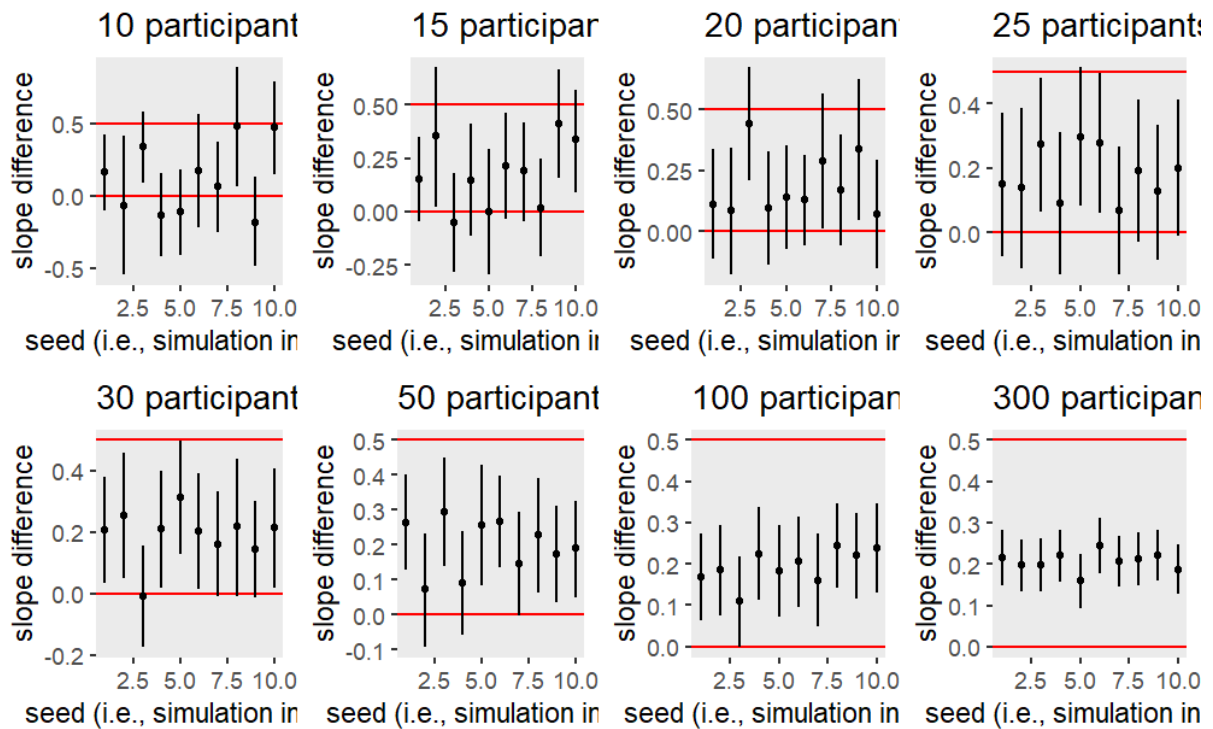 10 participant
15 participan
20 participan
25 participants
slope difference
0.5
0.0
-0.5
2.5 5.0 7.5 10.0
seed (i.e., simulation in
slope difference
0.50
0.25
0.00
-0.25
2.5 5.0 7.5 10.0
seed (i.e., simulation in
slope difference
0.50
0.25
0.00
2.5 5.0 7.5 10.0
seed (i.e., simulation in
slope difference
0.4
0.2
0.0
2.5 5.0 7.5 10.0
seed (i.e., simulation in
30 participant
50 participant
100 participan
300 participan
slope difference
0.4
0.2
0.0
-0.2
2.5 5.0 7.5 10.0
seed (i.e., simulation in
slope difference
0.5
0.4
0.3
0.2
0.1
0.0
-0.1
2.5 5.0 7.5 10.0
seed (i.e., simulation in
slope difference
0.5
0.4
0.3
0.2
0.1
0.0
2.5 5.0 7.5 10.0
seed (i.e., simulation in
slope difference
0.5
0.4
0.3
0.2
0.1
0.0
2.5 5.0 7.5 10.0
seed (i.e., simulation in